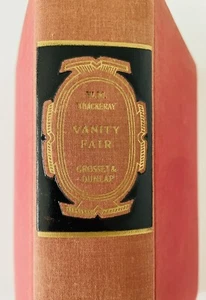 W. M.
THACKERAY
VANITY
FAIR
GROSSET &
DUNLAP